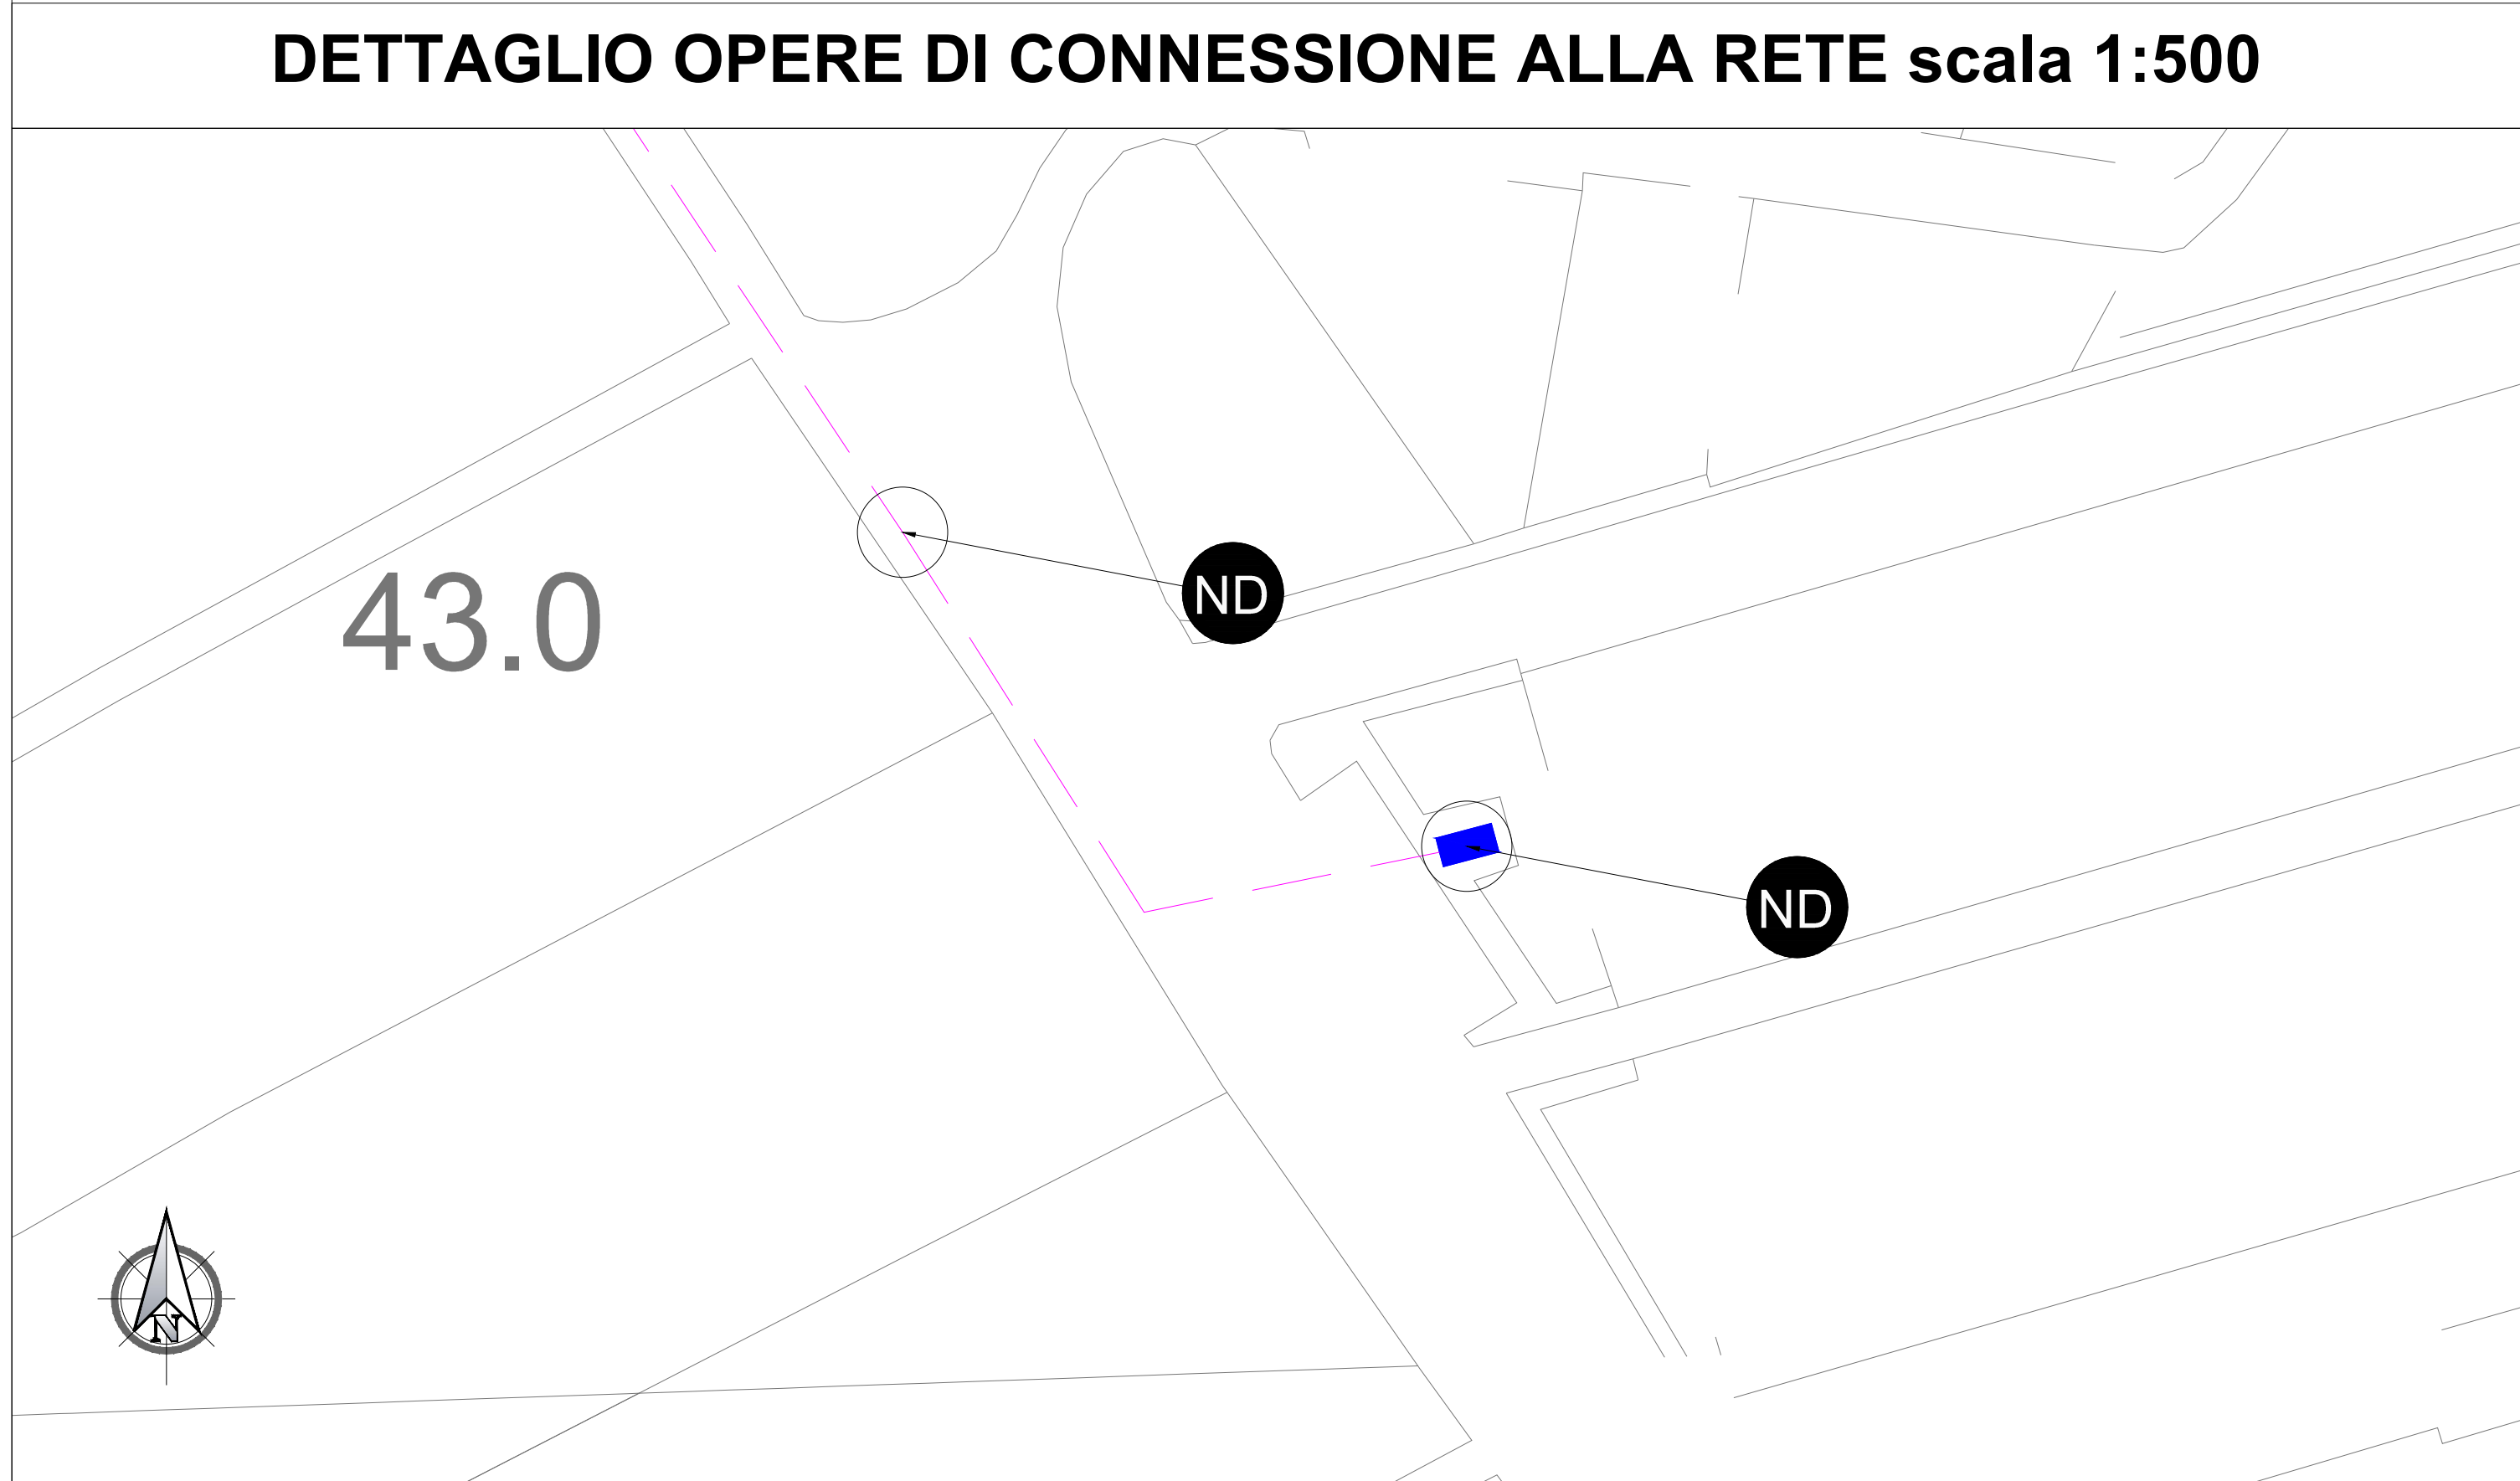 DETTAGLIO OPERE DI CONNESSIONE ALLA RETE scala 1:500
ND
43.0
ND
N